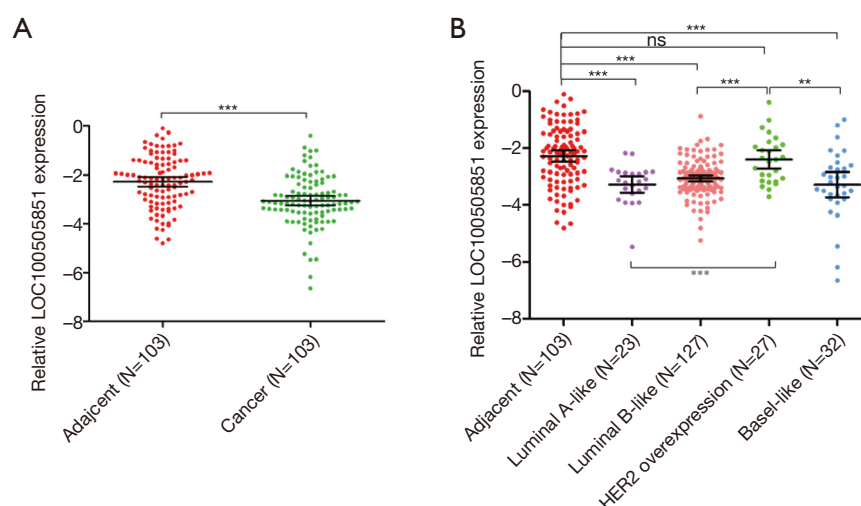 A
Relative LOC100505851 expression
***
0
−2
−4
−6
−8
Adajcent (N=103)
Cancer (N=103)
B
Relative LOC100505851 expression
***
ns
***
***
***
**
0
−2
−4
−6
−8
***
Adjacent (N=103)
Luminal A-like (N=23)
Luminal B-like (N=127)
HER2 overexpression (N=27)
Basel-like (N=32)